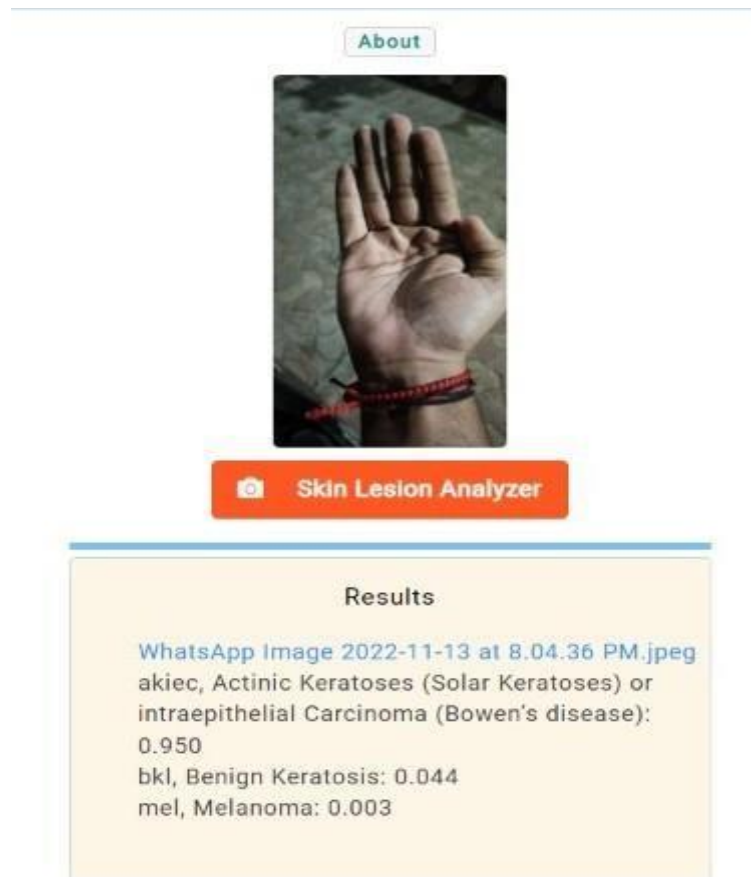 About
Skin Lesion Analyzer
Results
WhatsApp Image 2022-11-13 at 8.04.36 PM.jpeg
akiec, Actinic Keratoses (Solar Keratoses) or
intraepithelial Carcinoma (Bowen's disease):
0.950
bkl, Benign Keratosis: 0.044
mel, Melanoma: 0.003